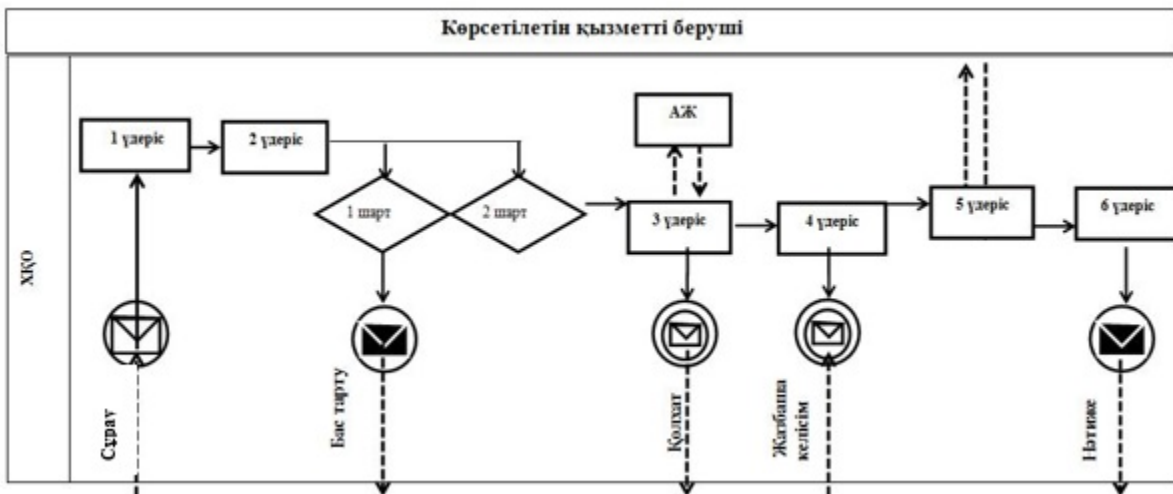 Көрсетілетін қызметті беруші
ХҚО
1 үдеріс
2 үдеріс
АЖ
1 шарт
2 шарт
3 үдеріс
4 үдеріс
5 үдеріс
6 үдеріс
Сұрау
Бас тарту
Қолхат
Жазбаша
келісім
Нәтиже